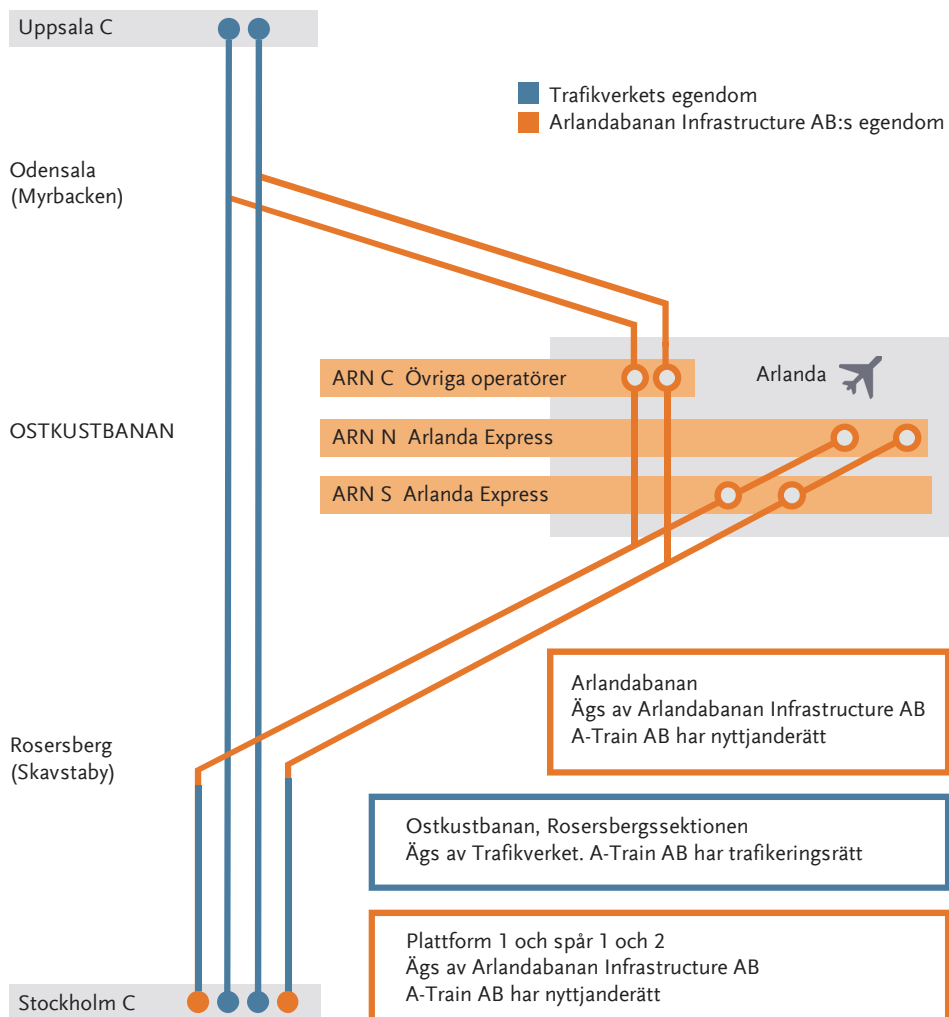 Uppsala C
Trafikverkets egendom
Arlandabanan Infrastructure AB:s egendom
Odensala
(Myrbacken)
ARN C Övriga operatörer
Arlanda
OSTKUSTBANAN
ARN N Arlanda Express
ARN S Arlanda Express
Arlandabanan
Ägs av Arlandabanan Infrastructure AB
A-Train AB har nyttjanderätt
Rosersberg
(Skavstaby)
Ostkustbanan, Rosersbergssektionen
Ägs av Trafikverket. A-Train AB har trafikeringsrätt
Plattform 1 och spår 1 och 2
Ägs av Arlandabanan Infrastructure AB
A-Train AB har nyttjanderätt
Stockholm C